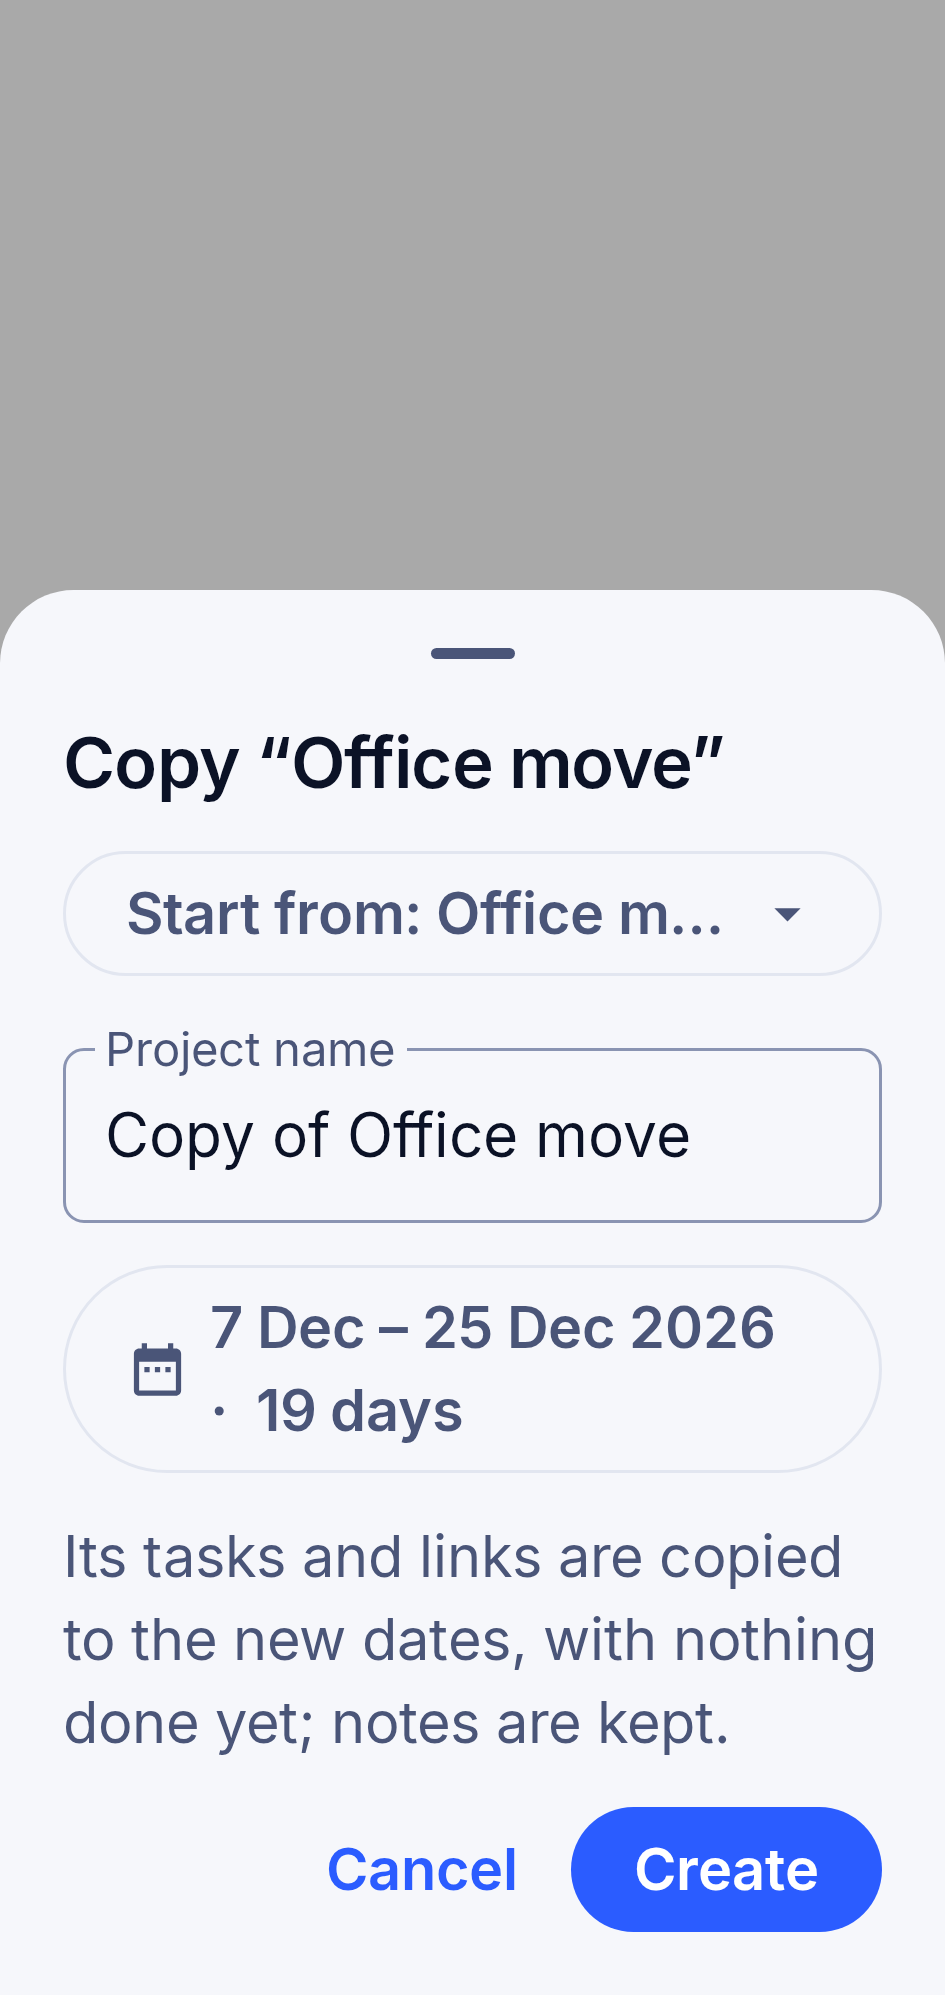 Copy “Office move”
Start from: Office m...
Project name
Copy of Office move
7 Dec – 25 Dec 2026
· 19 days
Its tasks and links are copied
to the new dates, with nothing
done yet; notes are kept.
Cancel
Create